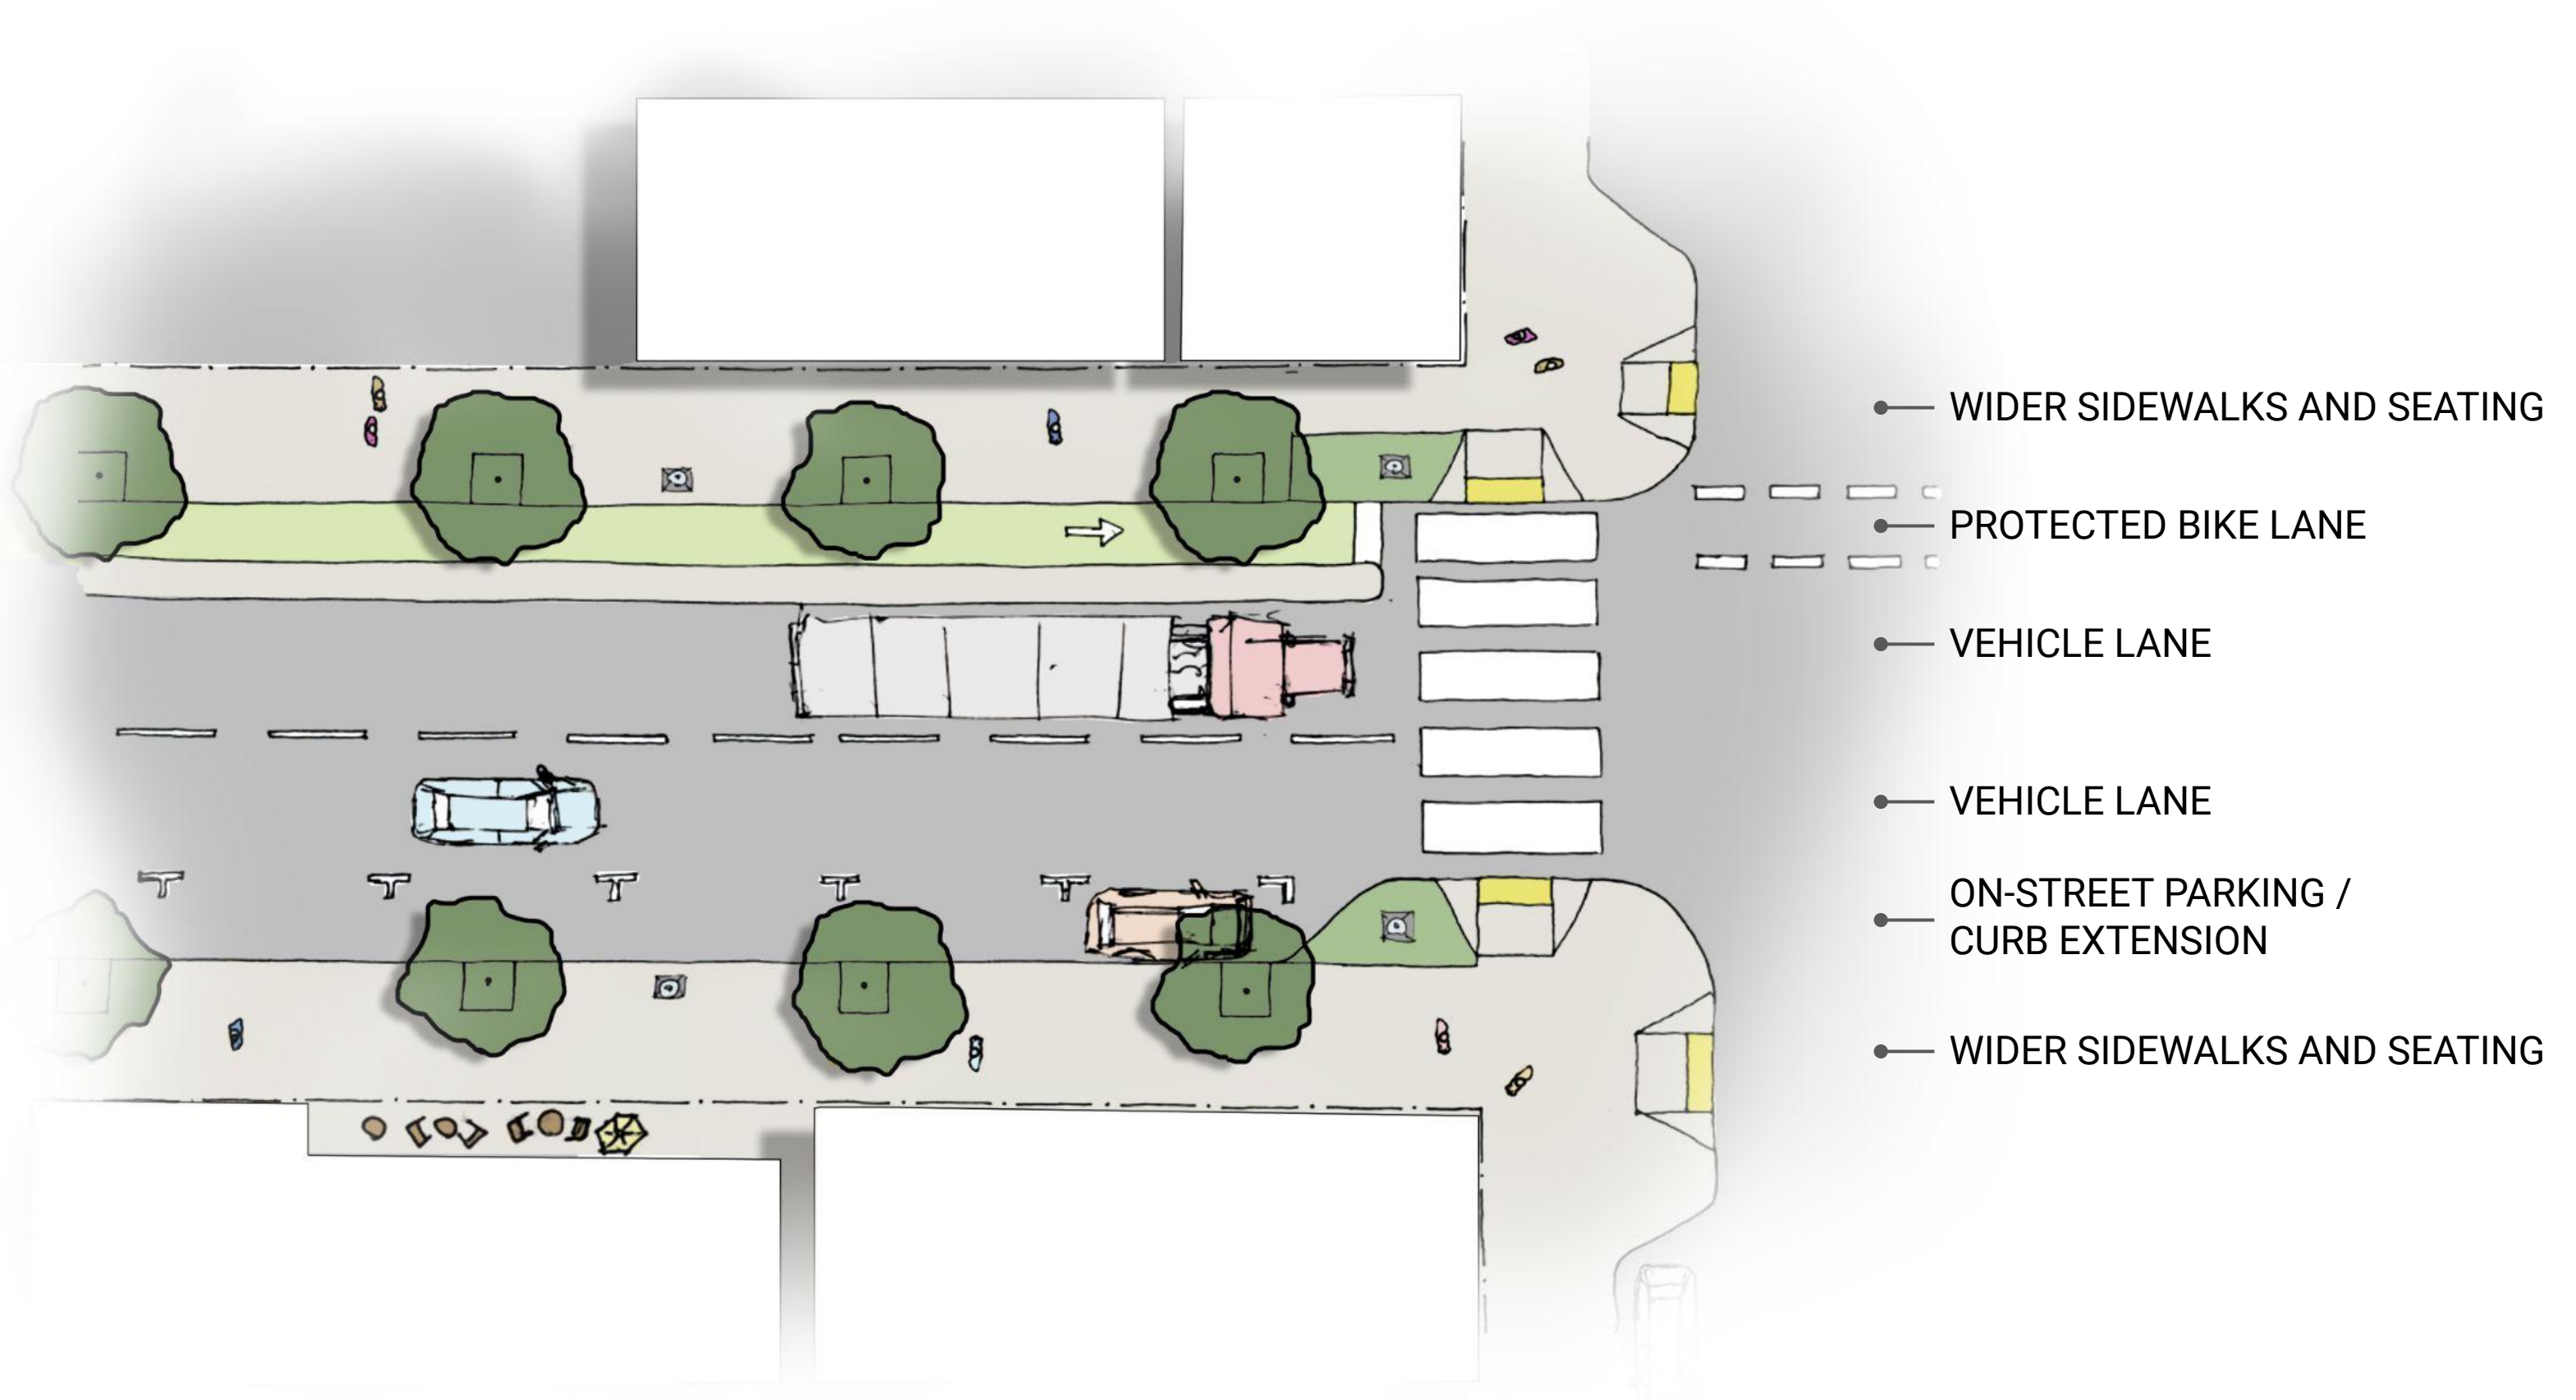 WIDER SIDEWALKS AND SEATING
PROTECTED BIKE LANE
VEHICLE LANE
VEHICLE LANE
ON-STREET PARKING /
CURB EXTENSION
WIDER SIDEWALKS AND SEATING